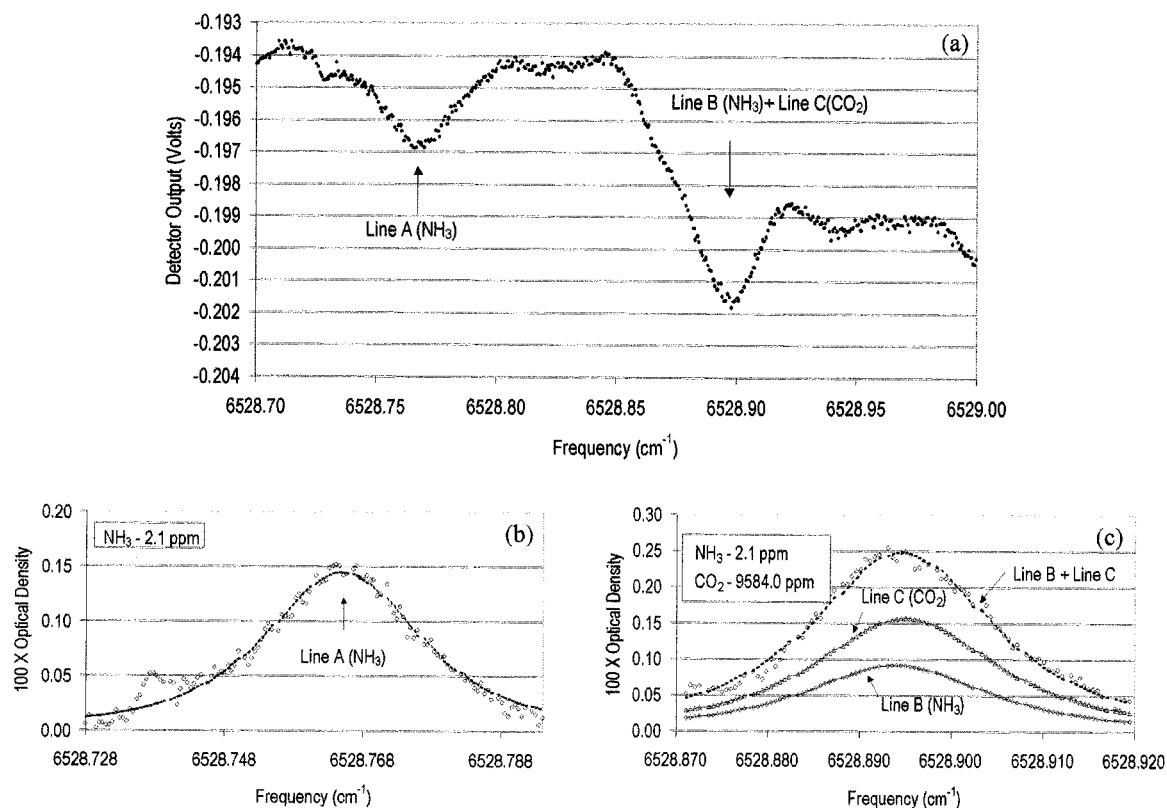 (a)
-0.193
-0.194
-0.195
-0.196
-0.197
-0.198
-0.199
-0.200
-0.201
-0.202
-0.203
-0.204
Detector Output (Volts)
Line A (NH₃)
Line B (NH₃)+ Line C(CO₂)
6528.70 6528.75 6528.80 6528.85 6528.90 6528.95 6529.00
Frequency (cm⁻¹)
(b)
NH₃ - 2.1 ppm
0.20
0.15
0.10
0.05
0.00
100 X Optical Density
Line A (NH₃)
6528.728 6528.748 6528.768 6528.788
Frequency (cm⁻¹)
(c)
NH₃ - 2.1 ppm
CO₂ - 9584.0 ppm
0.30
0.25
0.20
0.15
0.10
0.05
0.00
100 X Optical Density
Line B + Line C
Line C (CO₂)
Line B (NH₃)
6528.870 6528.880 6528.890 6528.900 6528.910 6528.920
Frequency (cm⁻¹)